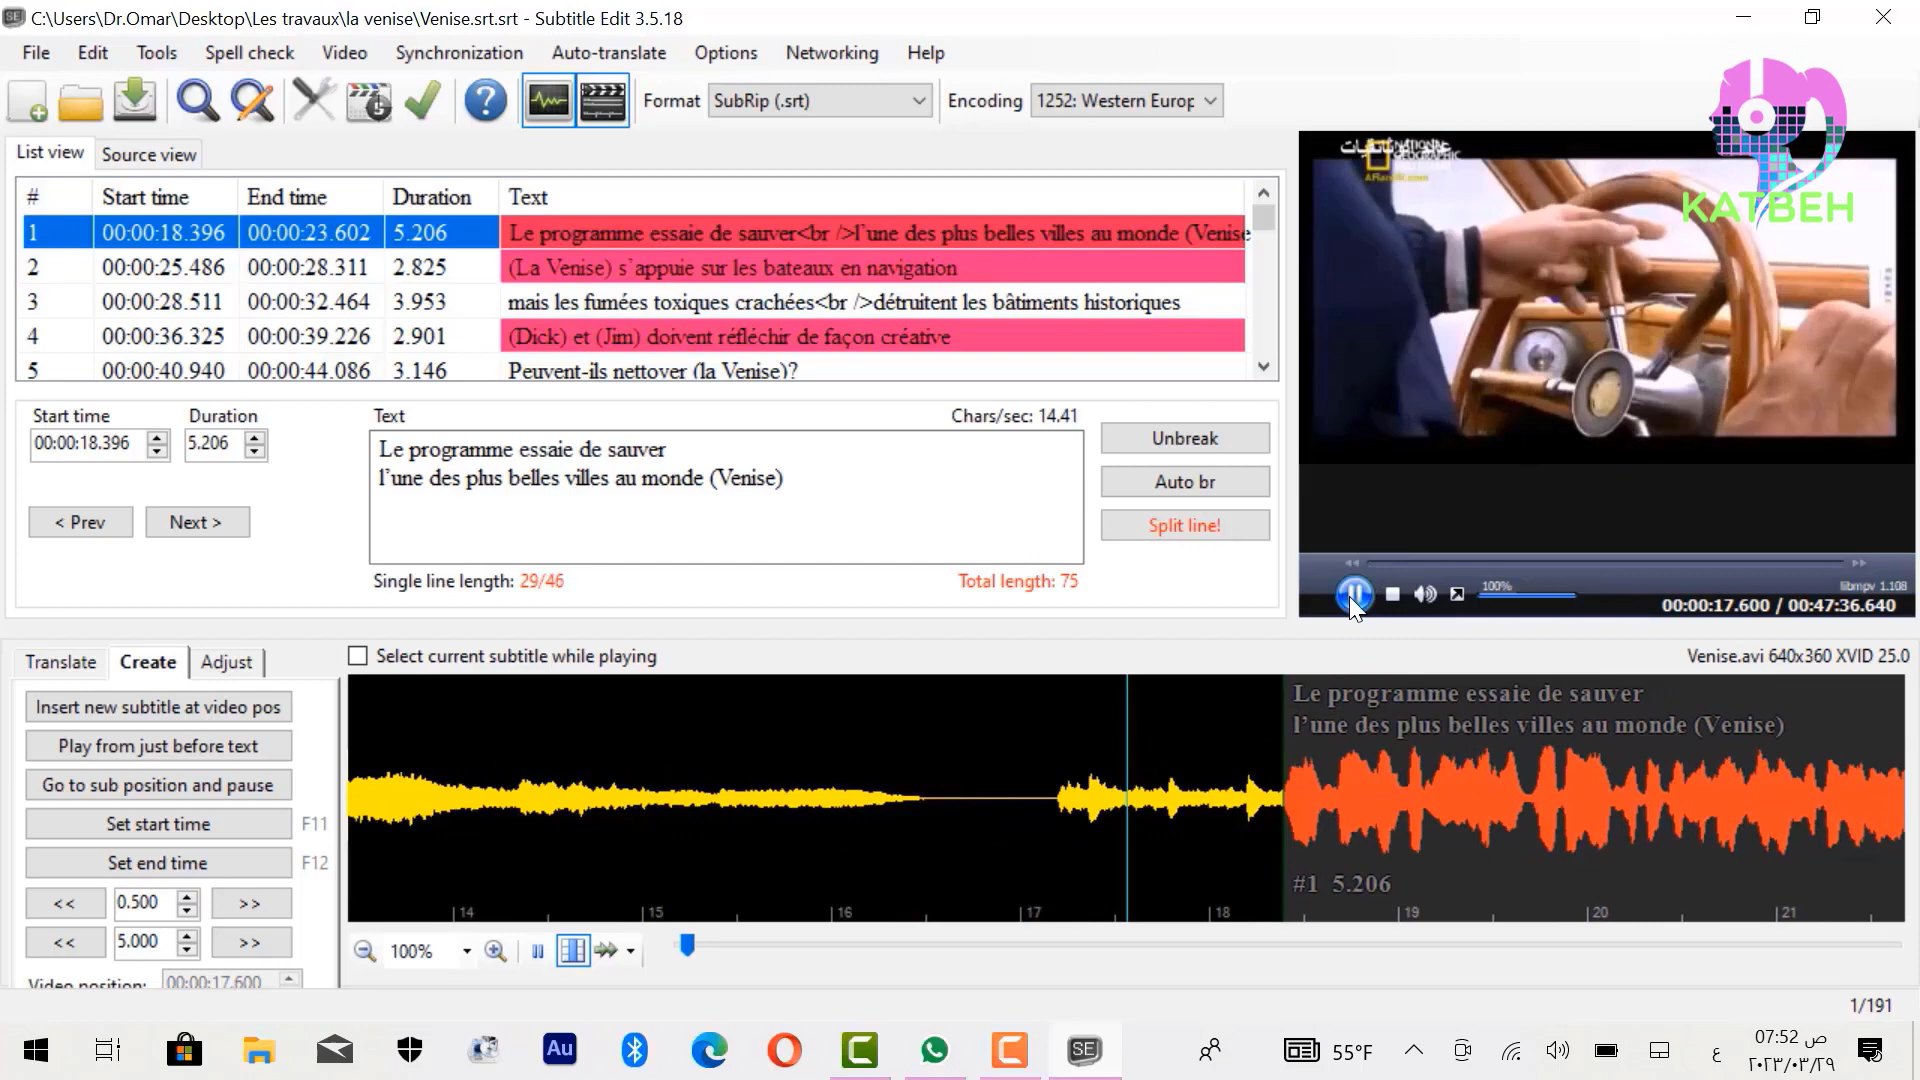 C:\Users\Dr.Omar\Desktop\Les travaux\la venise\Venise.srt.srt - Subtitle Edit 3.5.18
File Edit Tools Spell check Video Synchronization Auto-translate Options Networking Help
Format SubRip (.srt) Encoding 1252: Western Europ
KATBEH
List view Source view
# Start time End time Duration Text
1 00:00:18.396 00:00:23.602 5.206 Le programme essaie de sauver<br />l'une des plus belles villes au monde (Venise
2 00:00:25.486 00:00:28.311 2.825 (La Venise) s`appuie sur les bateaux en navigation
3 00:00:28.511 00:00:32.464 3.953 mais les fumées toxiques crachées<br />détruitent les bâtiments historiques
4 00:00:36.325 00:00:39.226 2.901 (Dick) et (Jim) doivent réfléchir de façon créative
5 00:00:40.940 00:00:44.086 3.146 Peuvent-ils nettoyer (la Venise)?
NATIONAL
GEOGRAPHIC
Start time Duration Text Chars/sec: 14.41
00:00:18.396 5.206
Le programme essaie de sauver
l'une des plus belles villes au monde (Venise)
Unbreak
Auto br
Split line!
< Prev Next >
Single line length: 29/46 Total length: 75
100% libmpv 1.108
00:00:17.600 / 00:47:36.640
Translate Create Adjust
Select current subtitle while playing
Venise.avi 640x360 XVID 25.0
Insert new subtitle at video pos
Play from just before text
Go to sub position and pause
Set start time F11
Set end time F12
<< 0.500 >>
<< 5.000 >>
Video position: 00:00:17.600
Le programme essaie de sauver
l'une des plus belles villes au monde (Venise)
#1 5.206
14 15 16 17 18 19 20 21
100%
1/191
Au SE 55°F ع
07:52 ص
٢٠٢٣/٠٣/٢٩